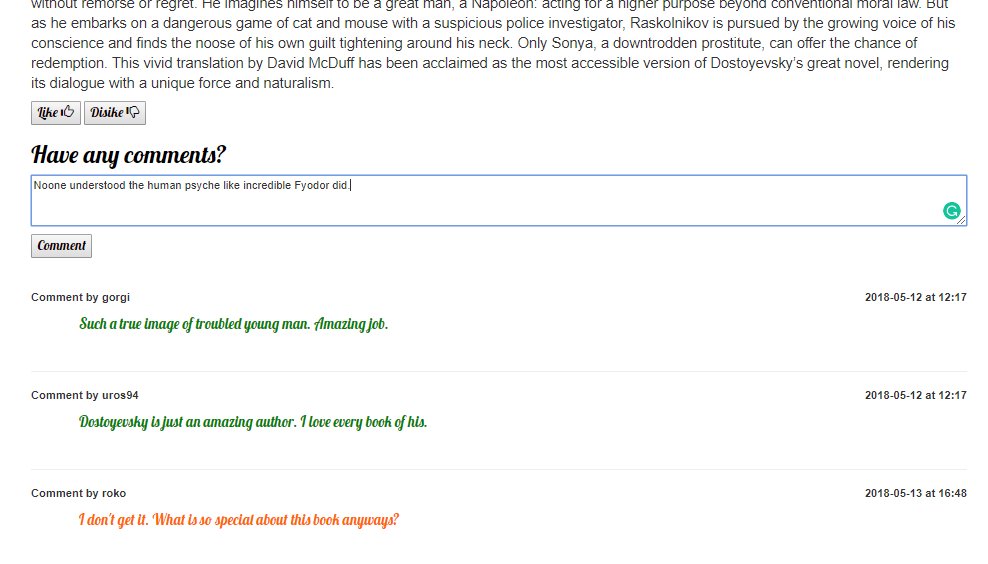 without remorse or regret. He imagines himself to be a great man, a Napoleon: acting for a higher purpose beyond conventional moral law. But
as he embarks on a dangerous game of cat and mouse with a suspicious police investigator, Raskolnikov is pursued by the growing voice of his
conscience and finds the noose of his own guilt tightening around his neck. Only Sonya, a downtrodden prostitute, can offer the chance of
redemption. This vivid translation by David McDuff has been acclaimed as the most accessible version of Dostoyevsky's great novel, rendering
its dialogue with a unique force and naturalism.
Like Disike
Have any comments?
Noone understood the human psyche like incredible Fyodor did.
Comment
Comment by gorgi 2018-05-12 at 12:17
Such a true image of troubled young man. Amazing job.
Comment by uros94 2018-05-12 at 12:17
Dostoyevsky is just an amazing author. I love every book of his.
Comment by roko 2018-05-13 at 16:48
I don't get it. What is so special about this book anyways?